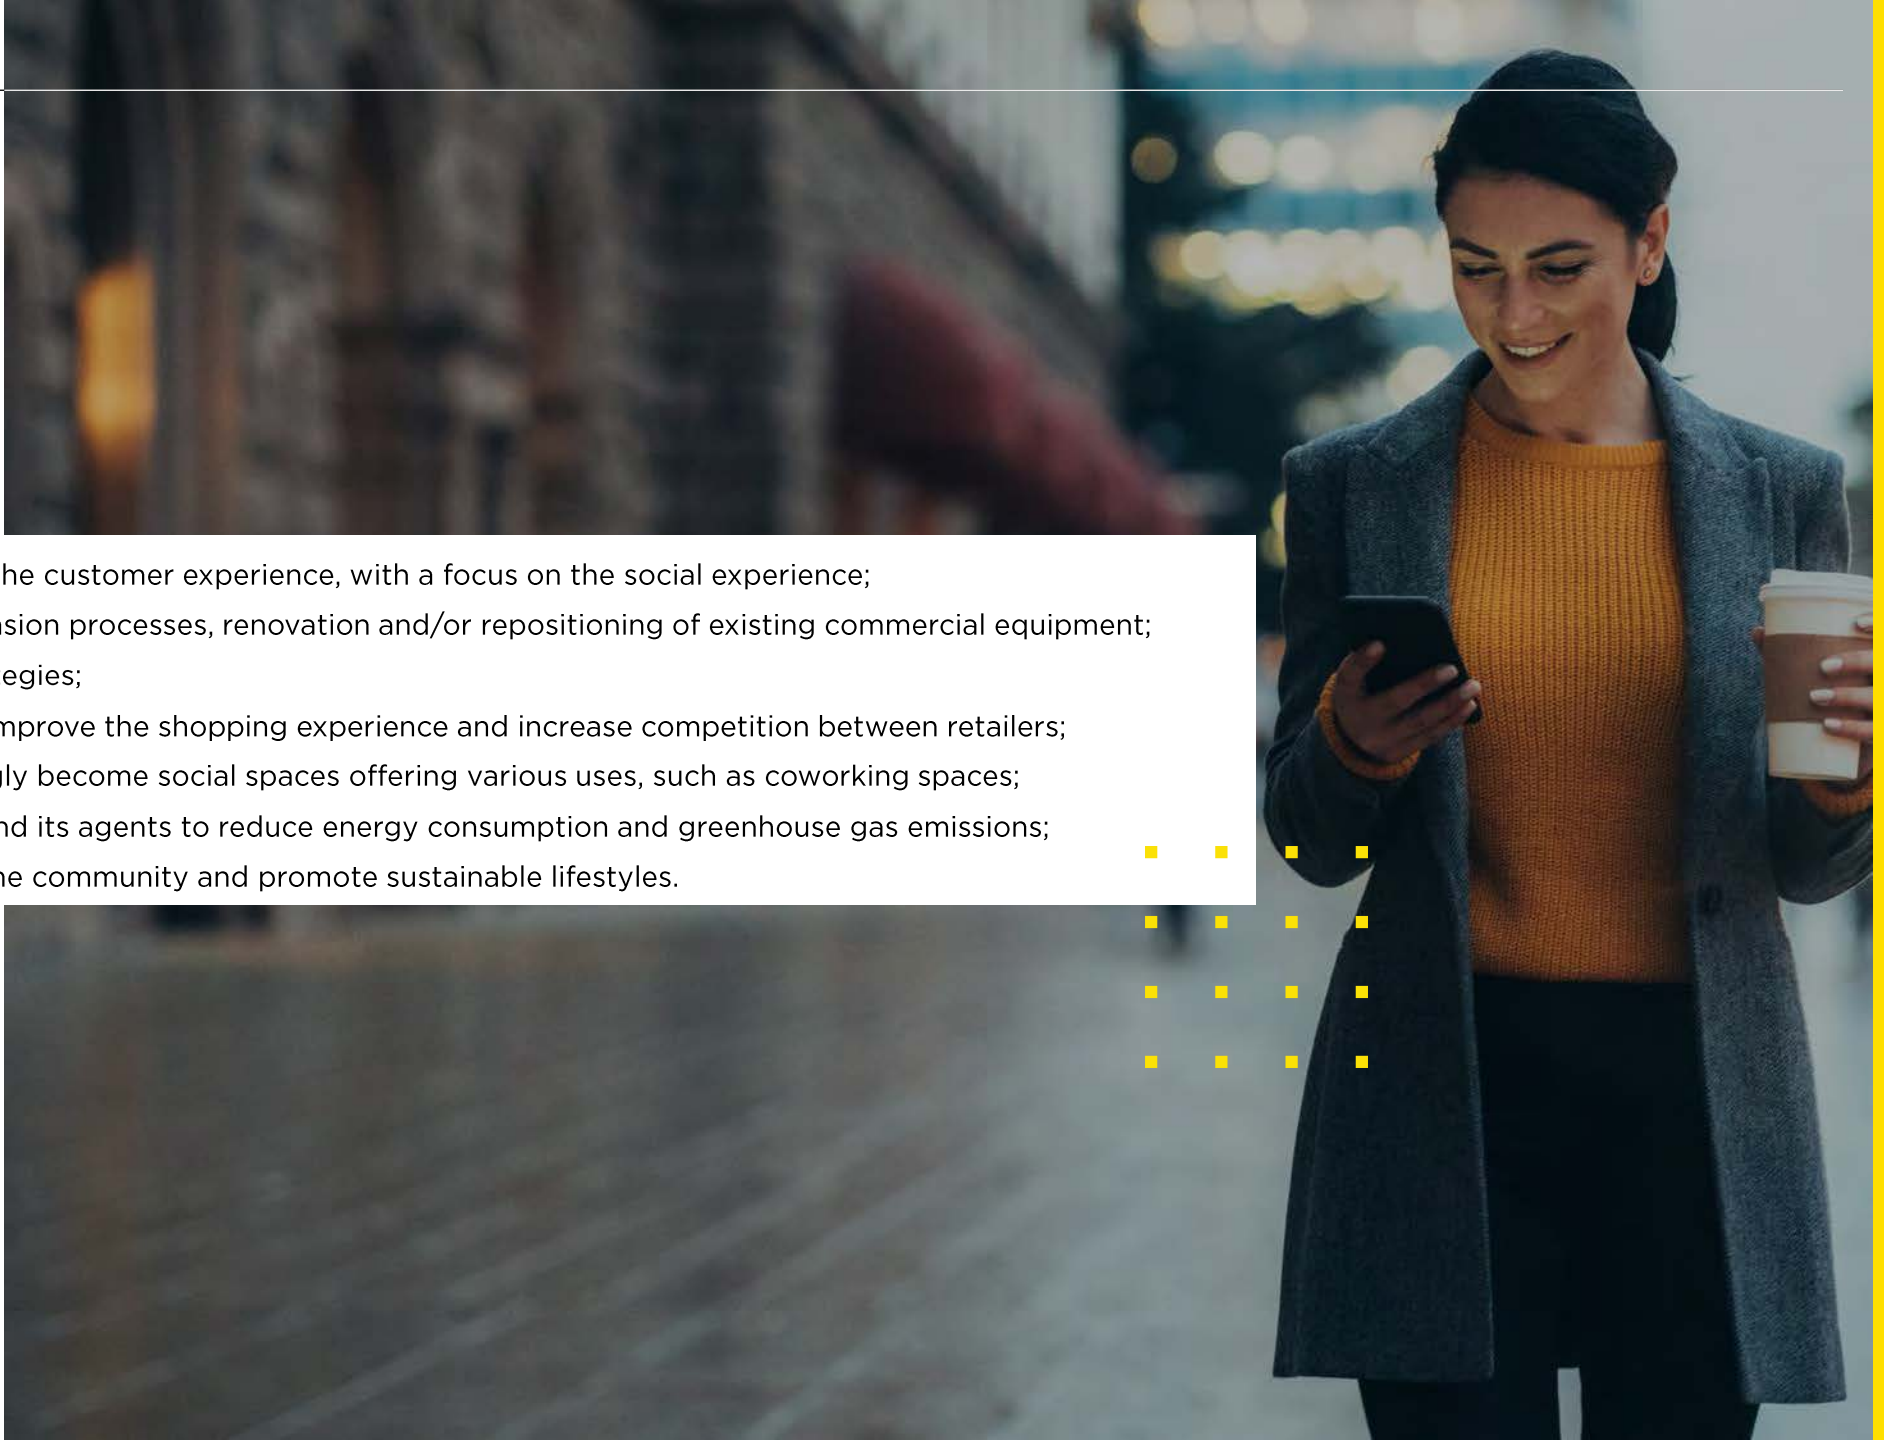 he customer experience, with a focus on the social experience;
sion processes, renovation and/or repositioning of existing commercial equipment;
egies;
mprove the shopping experience and increase competition between retailers;
ly become social spaces offering various uses, such as coworking spaces;
nd its agents to reduce energy consumption and greenhouse gas emissions;
he community and promote sustainable lifestyles.